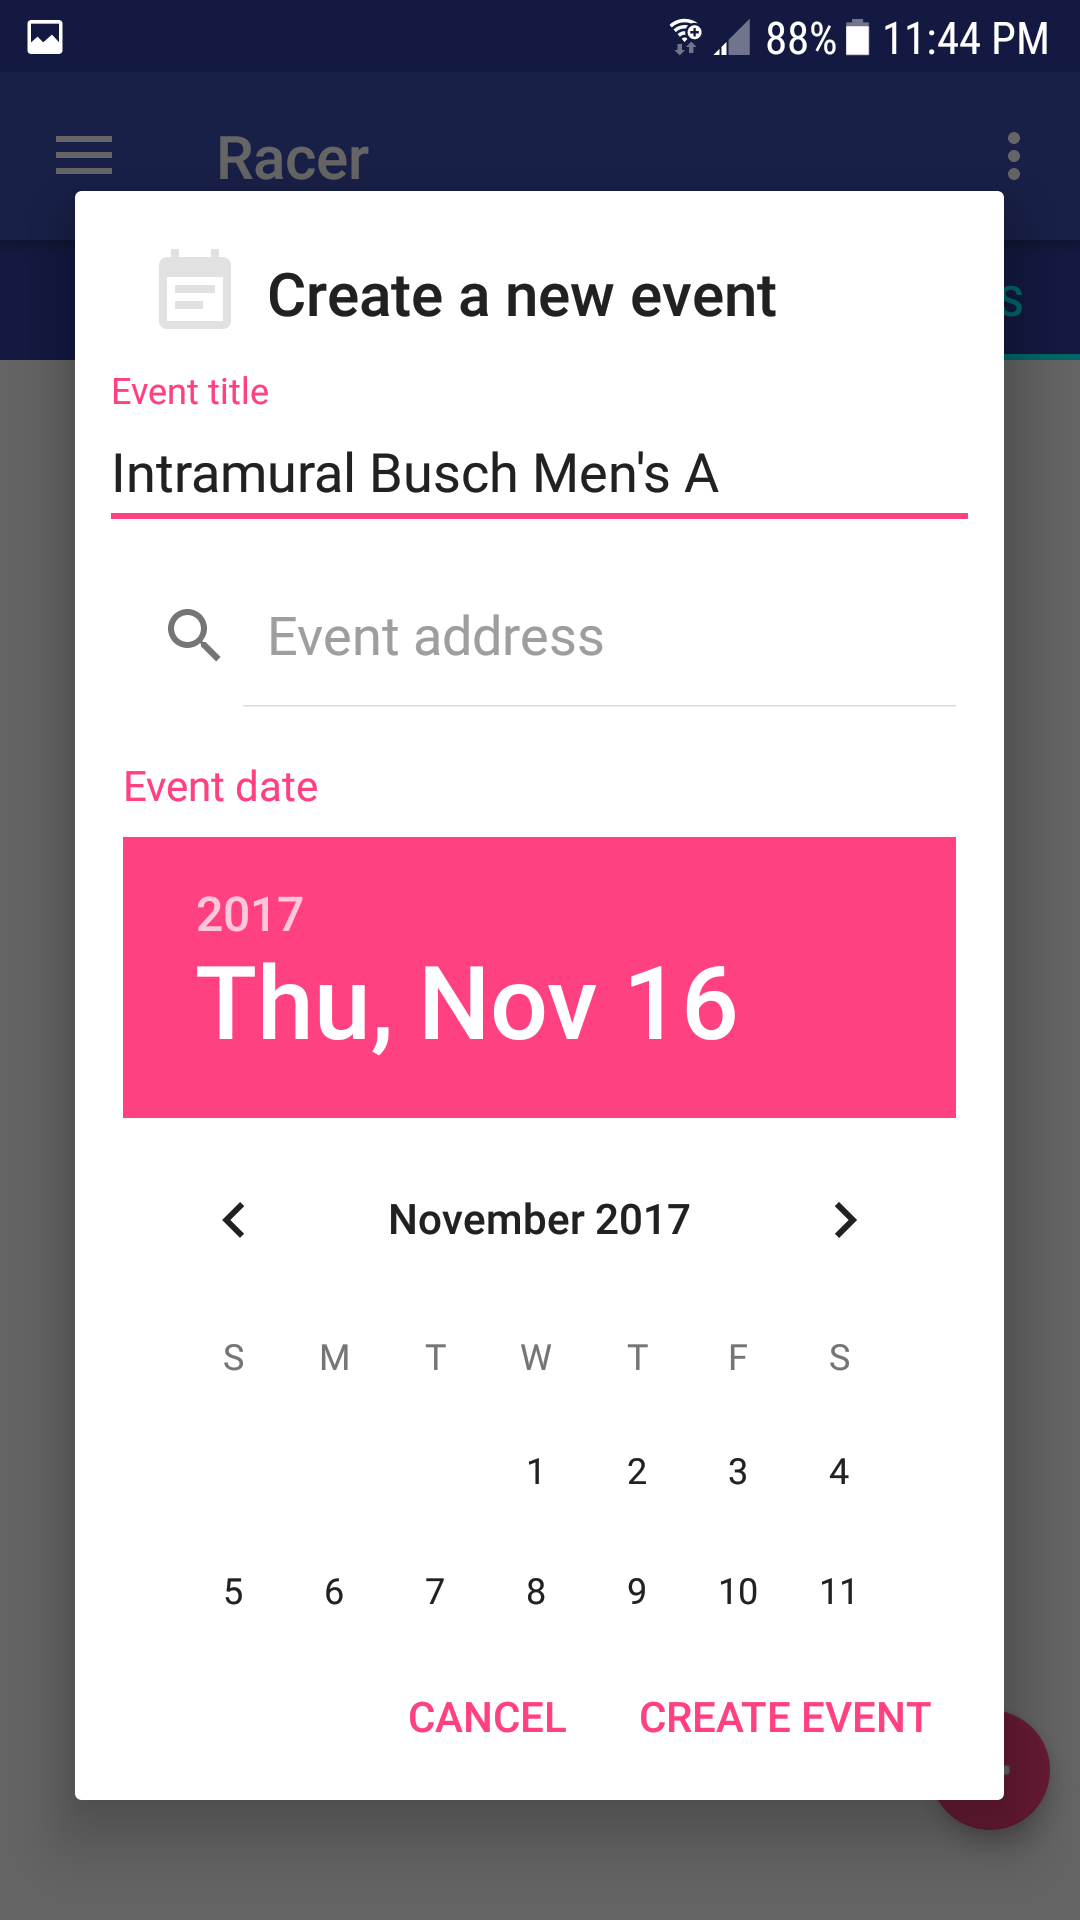 88% 11:44 PM
Racer
S
Create a new event
Event title
Intramural Busch Men's A
Event address
Event date
2017
Thu, Nov 16
November 2017
S M T W T F S
1 2 3 4
5 6 7 8 9 10 11
CANCEL CREATE EVENT